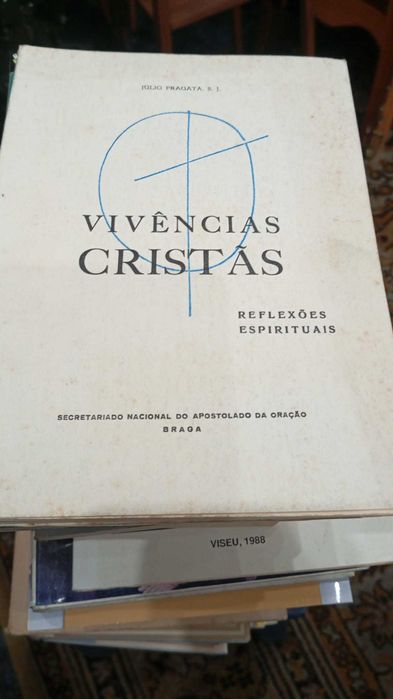 JÚLIO FRAGATA, S. J.
VIVÊNCIAS
CRISTÃS
REFLEXÕES
ESPIRITUAIS
SECRETARIADO NACIONAL DO APOSTOLADO DA ORAÇÃO
BRAGA
VISEU, 1988